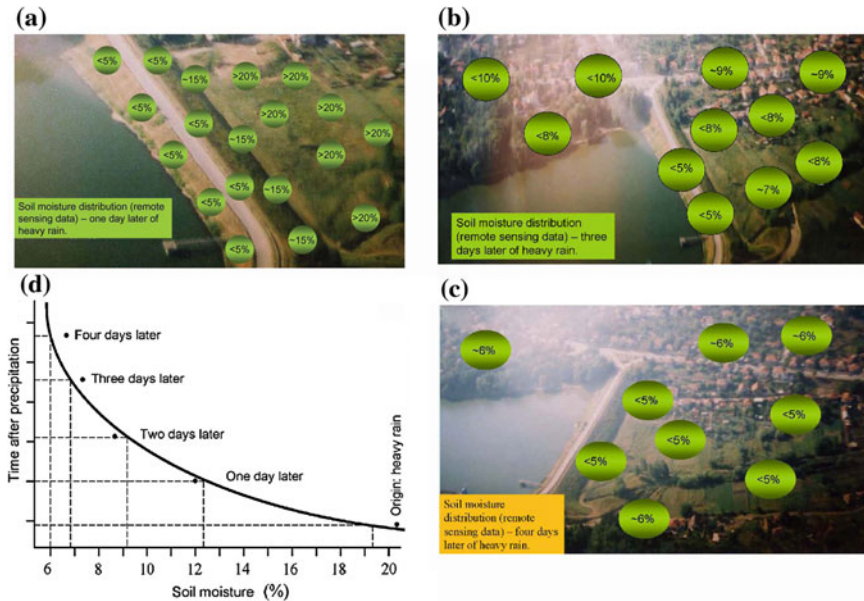 (a)
<5%
<5%
~15%
>20%
>20%
<5%
<5%
>20%
>20%
~15%
>20%
<5%
>20%
<5%
~15%
<5%
>20%
<5%
~15%
Soil moisture distribution (remote
sensing data) – one day later of
heavy rain.
(b)
<10%
<10%
~9%
~9%
<8%
<8%
<8%
<5%
<8%
~7%
<5%
Soil moisture distribution
(remote sensing data) – three
days later of heavy rain.
(d)
Time after precipitation
Four days later
Three days later
Two days later
One day later
Origin: heavy rain
6 8 10 12 14 16 18 20
Soil moisture (%)
(c)
~6%
~6%
~6%
<5%
<5%
<5%
<5%
<5%
~6%
Soil moisture
distribution (remote
sensing data) – four days
later of heavy rain.